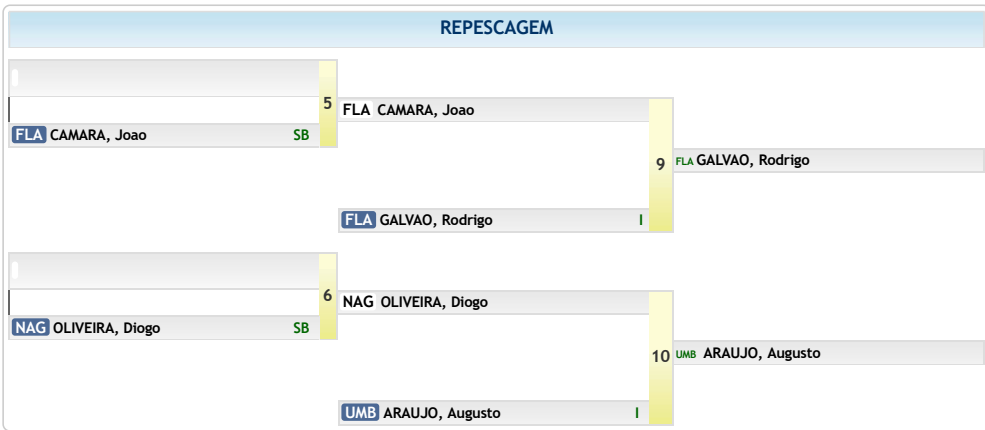 REPESCAGEM
5
FLA CAMARA, Joao
FLA CAMARA, Joao SB
9
FLA GALVAO, Rodrigo
FLA GALVAO, Rodrigo I
6
NAG OLIVEIRA, Diogo
NAG OLIVEIRA, Diogo SB
10
UMB ARAUJO, Augusto
UMB ARAUJO, Augusto I